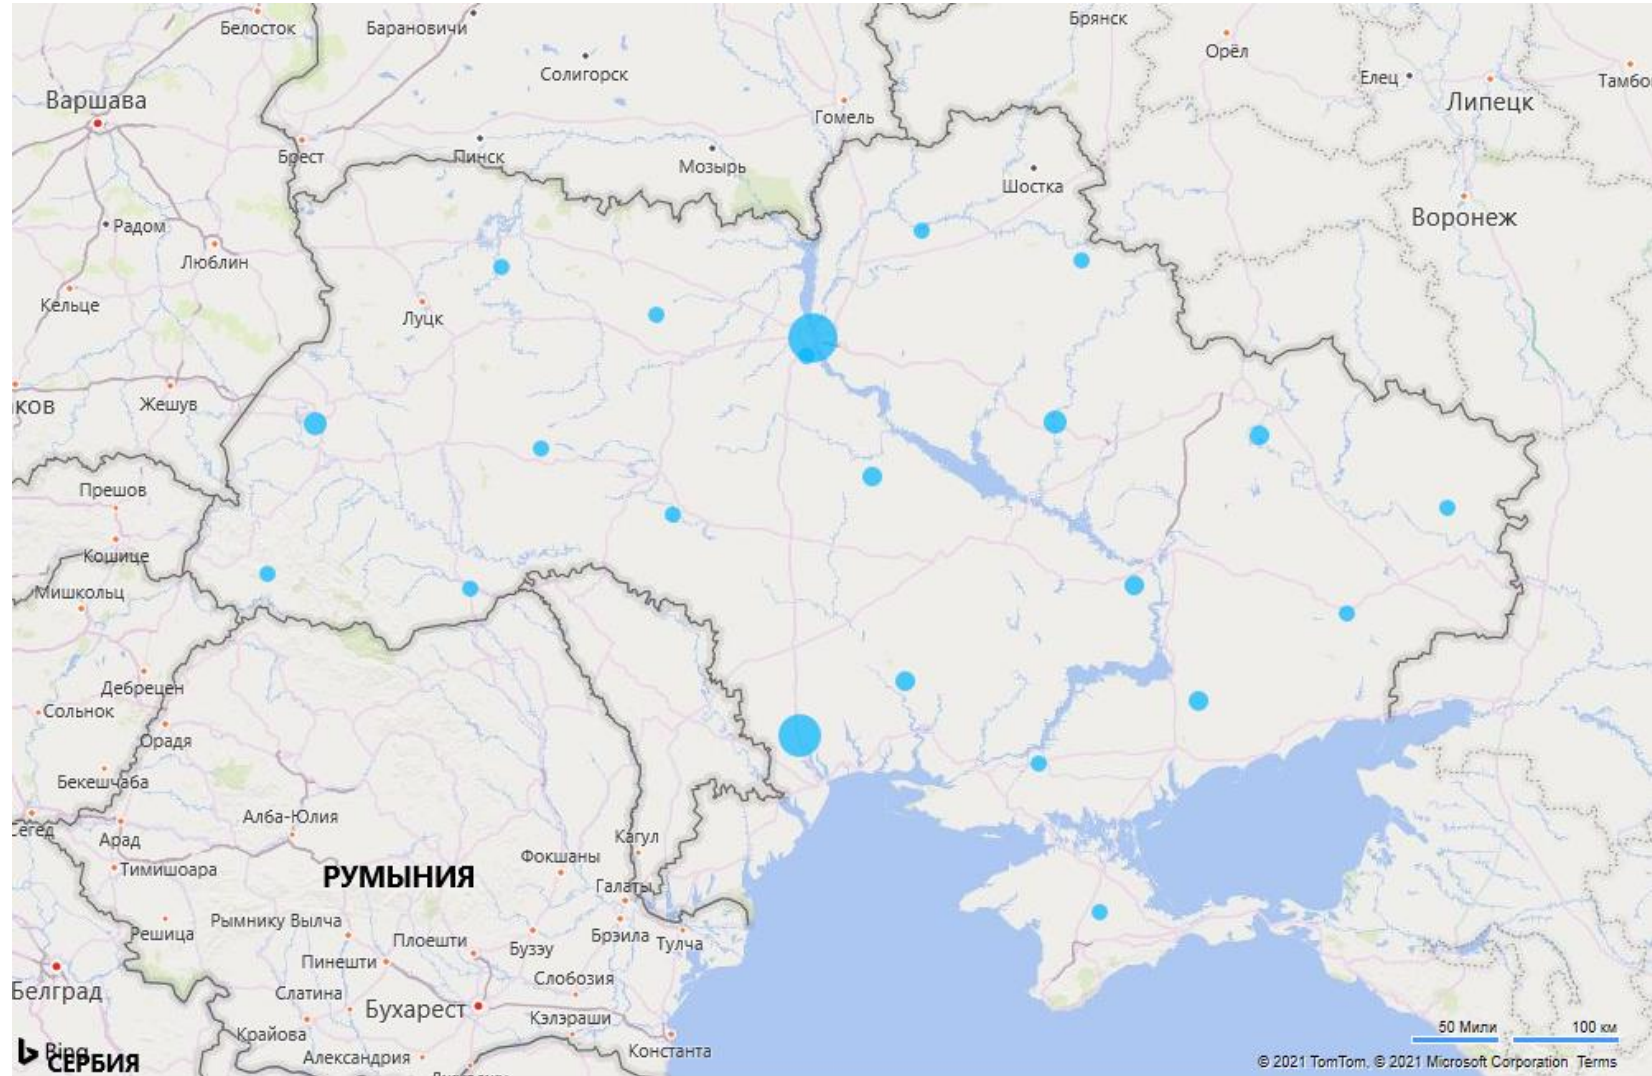 Белосток
Барановичи
Брянск
Орёл
Солигорск
Елец
Липецк
Варшава
Гомель
Брест
Пинск
Мозырь
Шостка
Радом
Воронеж
Люблин
Кельце
Луцк
Жешув
Прешов
Кошице
Мишкольц
Дебрецен
Сольнок
Орадя
Бекешчаба
Алба-Юлия
Сегед
Арад
Кагул
Фокшаны
Тимишоара
РУМЫНИЯ
Галаты
Рымнику Вылча
Решица
Плоешти
Бузэу
Брэила
Тулча
Пинешти
Слобозия
Белград
Слатина
Бухарест
Кэлэраши
Крайова
50 Мили 100 км
Bing
СЕРБИЯ
Александрия
Константа
© 2021 TomTom, © 2021 Microsoft Corporation Terms